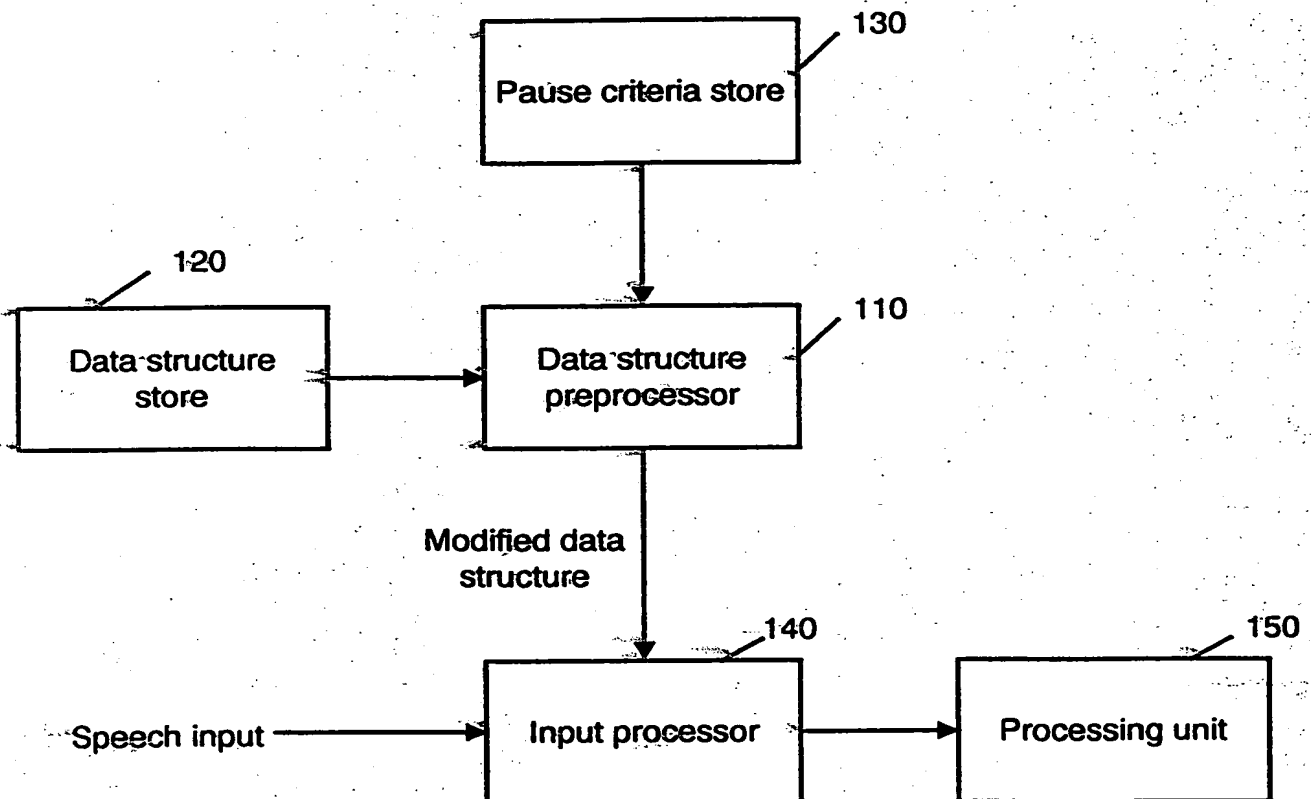 130
Pause criteria store
120
110
Data structure
store
Data structure
preprocessor
Modified data
structure
140
150
Speech input
Input processor
Processing unit